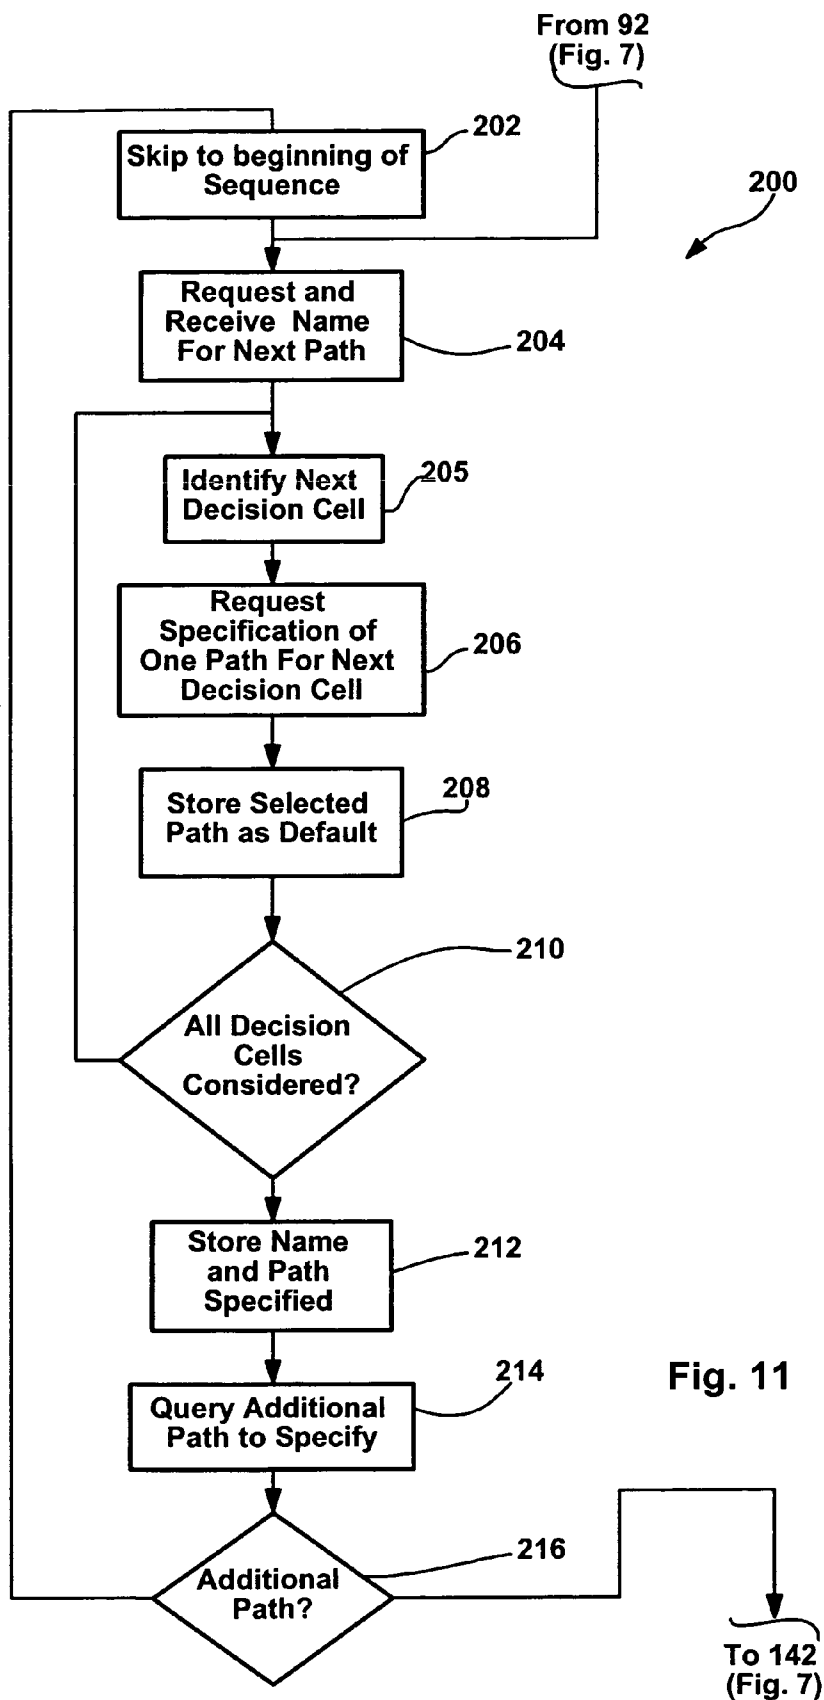 From 92
(Fig. 7)
202
Skip to beginning of
Sequence
200
Request and
Receive Name
For Next Path
204
Identify Next
Decision Cell
205
Request
Specification of
One Path For Next
Decision Cell
206
208
Store Selected
Path as Default
210
All Decision
Cells
Considered?
Store Name
and Path
Specified
212
214
Fig. 11
Query Additional
Path to Specify
216
Additional
Path?
To 142
(Fig. 7)